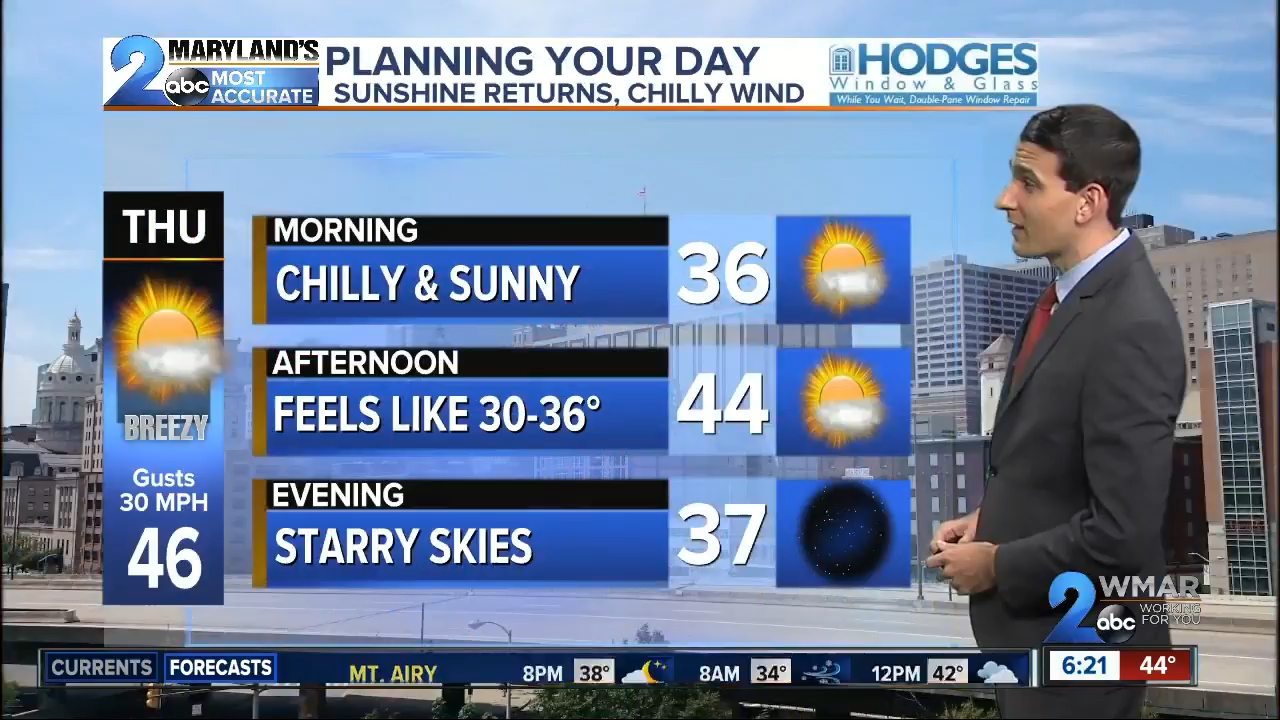 2
MARYLAND'S
abc
MOST
ACCURATE
PLANNING YOUR DAY
SUNSHINE RETURNS, CHILLY WIND
HODGES
Window & Glass
While You Wait, Double-Pane Window Repair
THU
BREEZY
Gusts
30 MPH
46
MORNING
CHILLY & SUNNY
36
AFTERNOON
FEELS LIKE 30-36°
44
EVENING
STARRY SKIES
37
2
abc
WMAR
WORKING
FOR YOU
CURRENTS
FORECASTS
MT. AIRY
8PM 38°
8AM 34°
12PM 42°
6:21
44°